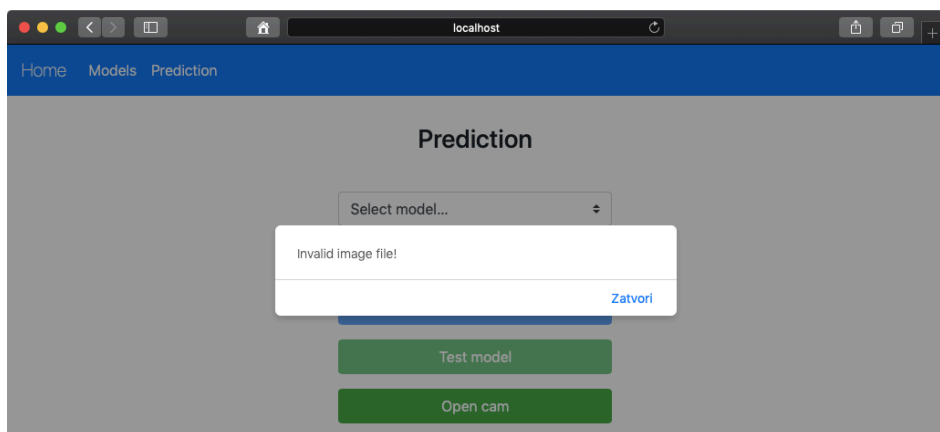 localhost
Home Models Prediction
Prediction
Select model...
Invalid image file!
Zatvori
Test model
Open cam